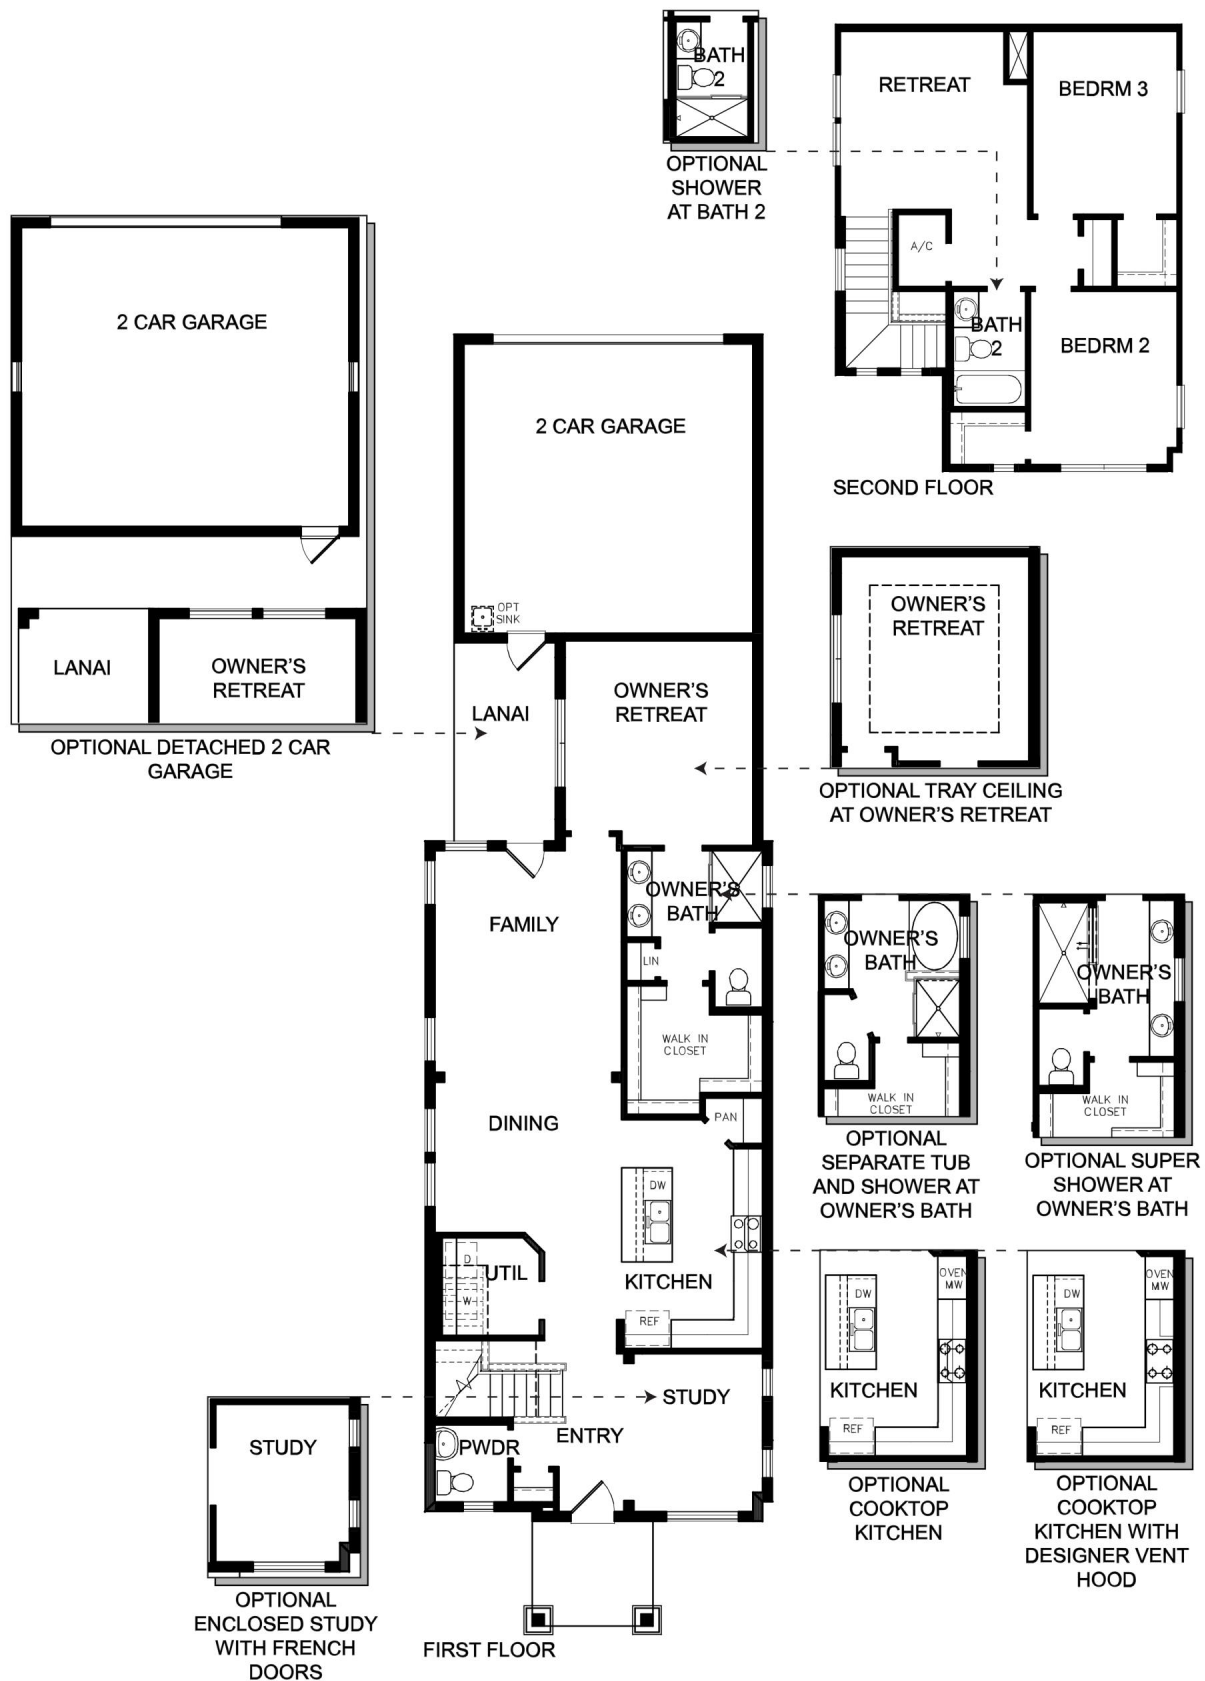 BATH
2
OPTIONAL
SHOWER
AT BATH 2
RETREAT
BEDRM 3
A/C
BATH
2
BEDRM 2
SECOND FLOOR
2 CAR GARAGE
LANAI
OWNER'S
RETREAT
OPTIONAL DETACHED 2 CAR
GARAGE
2 CAR GARAGE
OPT
SINK
LANAI
OWNER'S
RETREAT
OWNER'S
RETREAT
OPTIONAL TRAY CEILING
AT OWNER'S RETREAT
FAMILY
OWNER'S
BATH
LIN
WALK IN
CLOSET
DINING
PAN
DW
KITCHEN
REF
D
UTIL
W
STUDY
ENTRY
PWDR
FIRST FLOOR
OWNER'S
BATH
WALK IN
CLOSET
OPTIONAL
SEPARATE TUB
AND SHOWER AT
OWNER'S BATH
OWNER'S
BATH
WALK IN
CLOSET
OPTIONAL SUPER
SHOWER AT
OWNER'S BATH
OVEN
MW
DW
KITCHEN
REF
OPTIONAL
COOKTOP
KITCHEN
OVEN
MW
DW
KITCHEN
REF
OPTIONAL
COOKTOP
KITCHEN WITH
DESIGNER VENT
HOOD
STUDY
OPTIONAL
ENCLOSED STUDY
WITH FRENCH
DOORS